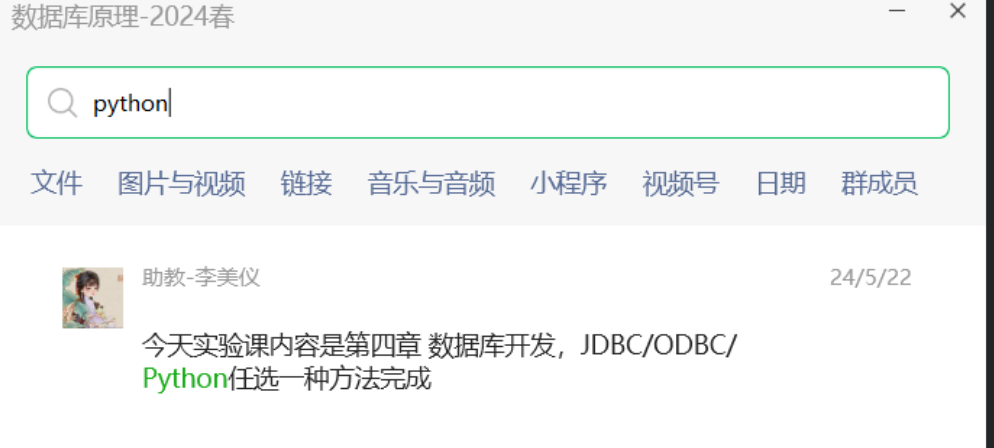 数据库原理-2024春
python
文件 图片与视频 链接 音乐与音频 小程序 视频号 日期 群成员
助教-李美仪 24/5/22
今天实验课内容是第四章 数据库开发，JDBC/ODBC/
Python任选一种方法完成